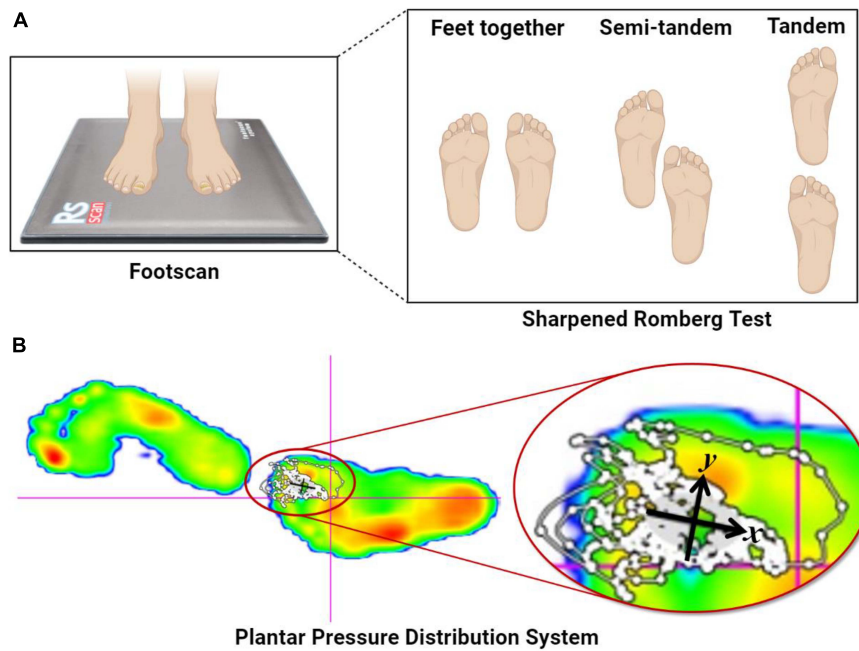 A
Feet together
Semi-tandem
Tandem
RS
scan
Footscan
Sharpened Romberg Test
B
y
x
Plantar Pressure Distribution System